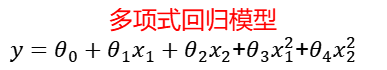 多项式回归模型
y = θ₀ + θ₁x₁ + θ₂x₂+θ₃x₁²+θ₄x₂²